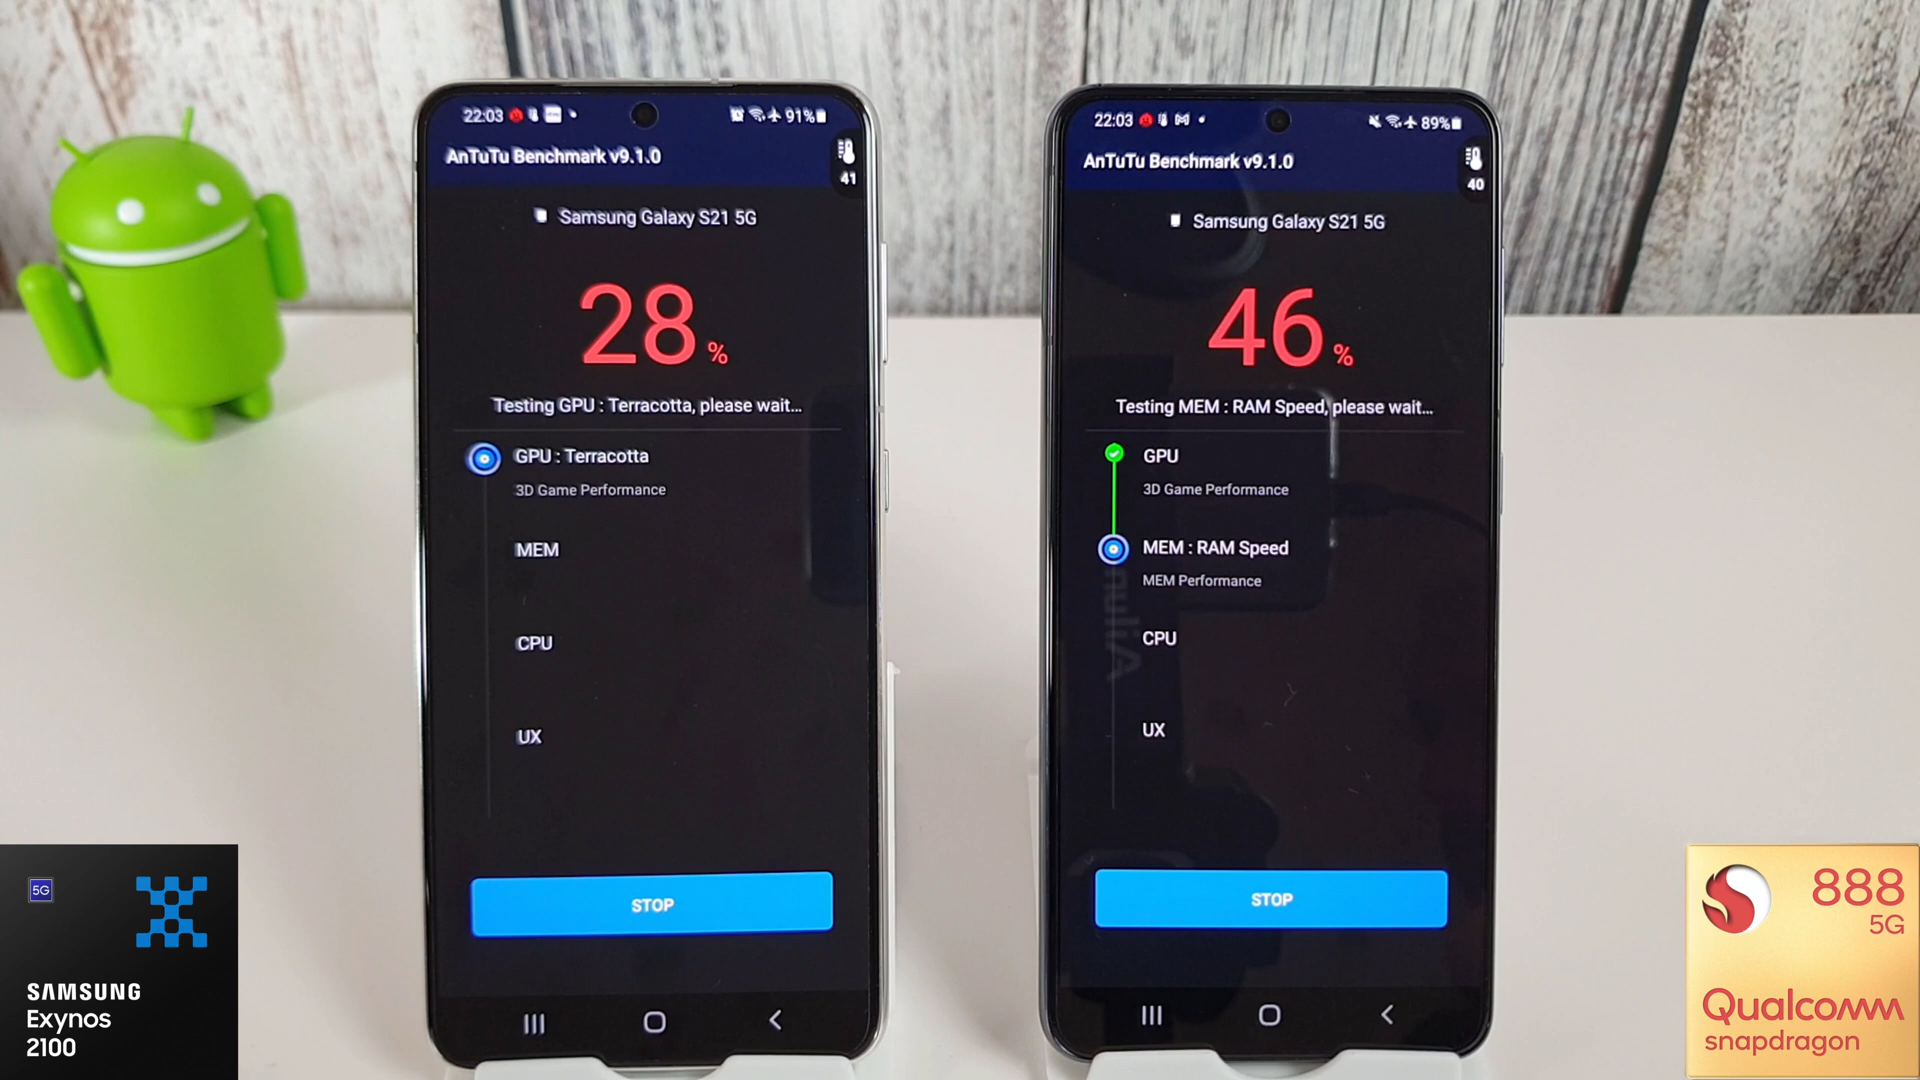 22:03
91%
AnTuTu Benchmark v9.1.0
41
Samsung Galaxy S21 5G
28 %
Testing GPU : Terracotta, please wait...
GPU : Terracotta
3D Game Performance
MEM
CPU
UX
STOP
22:03
89%
AnTuTu Benchmark v9.1.0
40
Samsung Galaxy S21 5G
46 %
Testing MEM : RAM Speed, please wait...
GPU
3D Game Performance
MEM : RAM Speed
MEM Performance
CPU
UX
STOP
5G
SAMSUNG
Exynos
2100
888
5G
Qualcomm
snapdragon